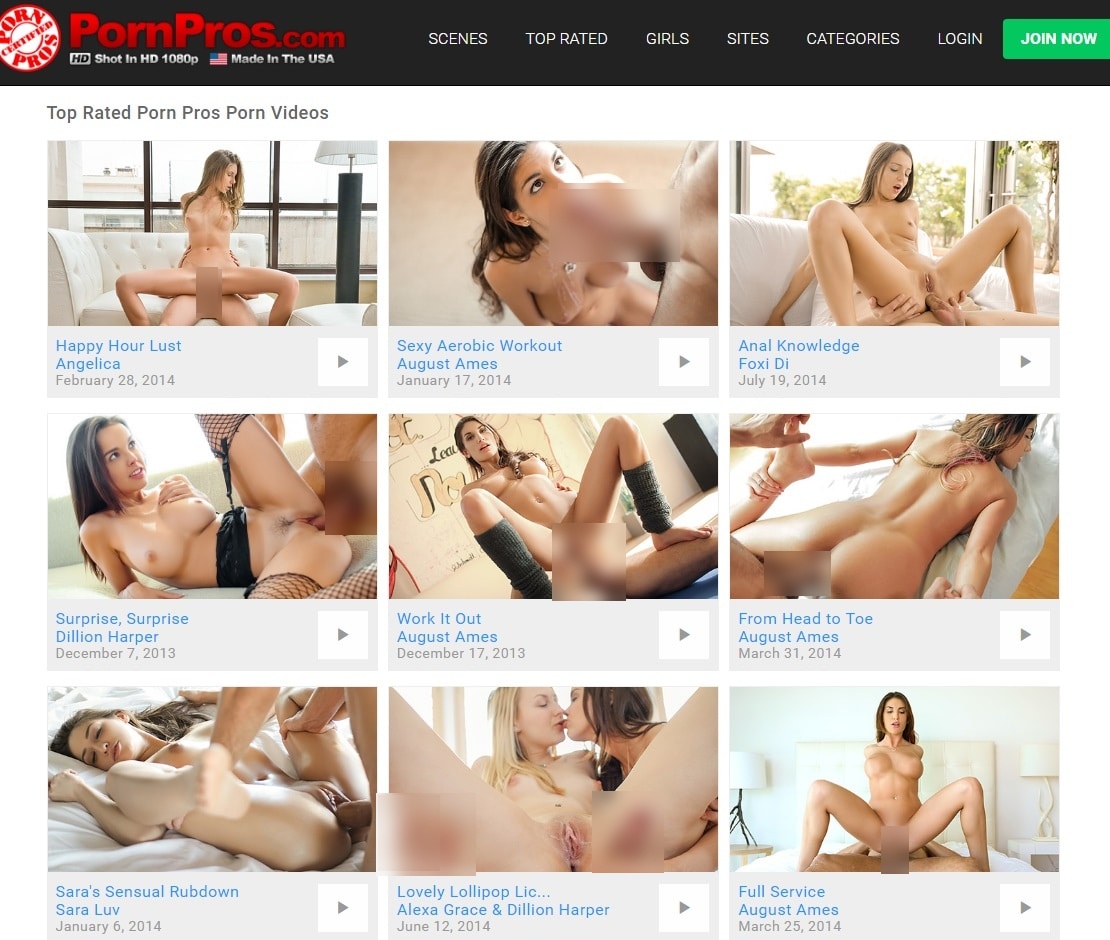 PORN PROS CERTIFIED
PornPros.com
HD Shot In HD 1080p Made In The USA
SCENES TOP RATED GIRLS SITES CATEGORIES LOGIN JOIN NOW
Top Rated Porn Pros Porn Videos
Happy Hour Lust
Angelica
February 28, 2014
Sexy Aerobic Workout
August Ames
January 17, 2014
Anal Knowledge
Foxi Di
July 19, 2014
Surprise, Surprise
Dillion Harper
December 7, 2013
Work It Out
August Ames
December 17, 2013
From Head to Toe
August Ames
March 31, 2014
Sara's Sensual Rubdown
Sara Luv
January 6, 2014
Lovely Lollipop Lic...
Alexa Grace & Dillion Harper
June 12, 2014
Full Service
August Ames
March 25, 2014